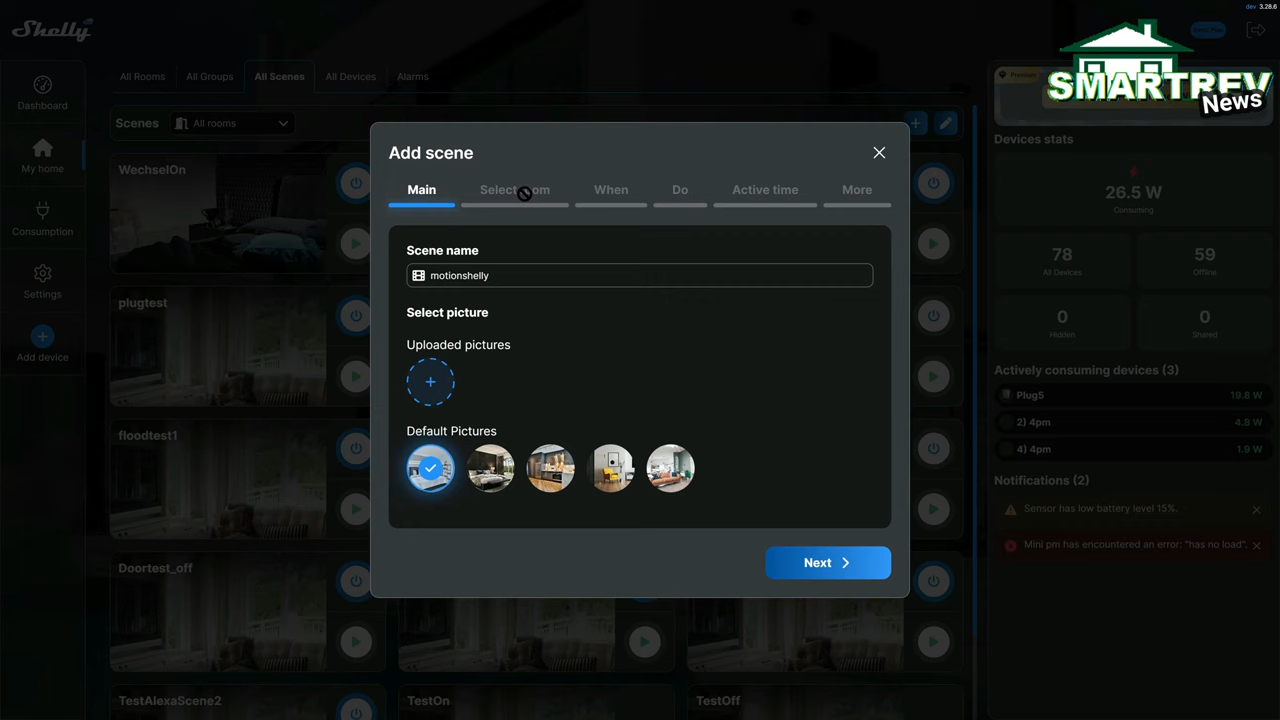 dev 3.28.6
Shelly
SMARTREV
News
Dashboard
My home
Consumption
Settings
Add device
All Rooms
All Groups
All Scenes
All Devices
Alarms
Scenes
All rooms
WechselOn
plugtest
floodtest1
Doortest_off
TestAlexaScene2
TestOn
TestOff
Add scene
Main
When
Do
Active time
More
Scene name
motionshelly
Select picture
Uploaded pictures
Default Pictures
Next
Premium
Devices stats
26.5 W
Consuming
78
All Devices
59
Offline
0
Hidden
0
Shared
Actively consuming devices (3)
Plug5 19.8 W
2) 4pm 4.8 W
4) 4pm 1.9 W
Notifications (2)
Sensor has low battery level 15%.
Mini pm has encountered an error: "has no load".